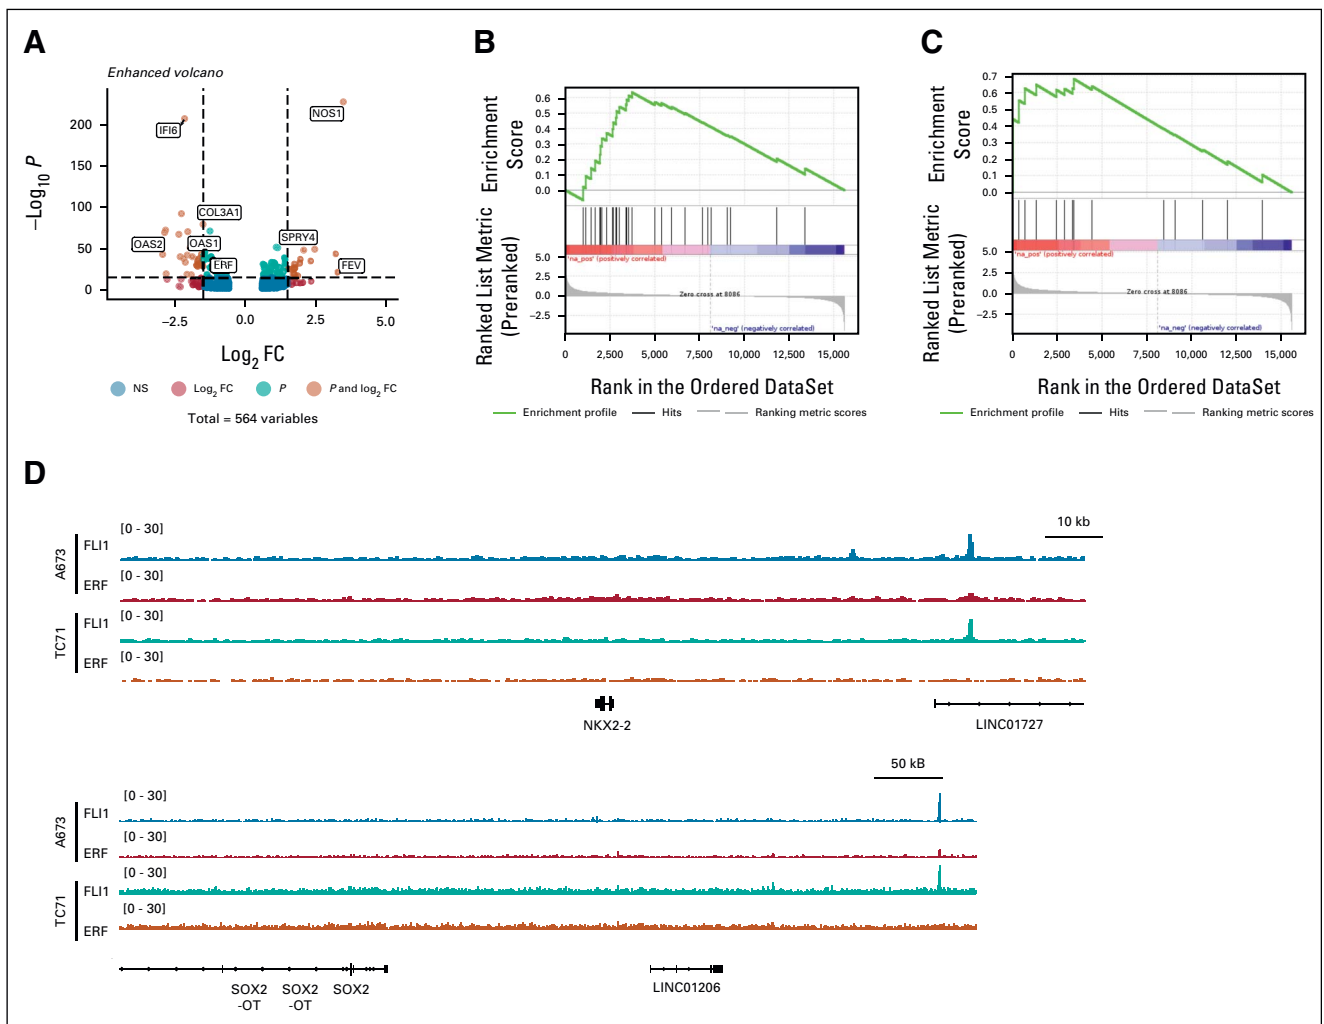 A
Enhanced volcano
−Log10 P
200
150
100
50
0
IFI6
NOS1
COL3A1
OAS2
OAS1
SPRY4
ERF
FEV
−2.5
0.0
2.5
5.0
Log2 FC
NS
Log2 FC
P
P and log2 FC
Total = 564 variables
B
Enrichment
Score
0.6
0.5
0.4
0.3
0.2
0.1
0.0
Ranked List Metric
(Preranked)
5.0
2.5
0.0
−2.5
'na_pos' (positively correlated)
Zero cross at 8086
'na_neg' (negatively correlated)
0
2,500
5,000
7,500
10,000
12,500
15,000
Rank in the Ordered DataSet
Enrichment profile
Hits
Ranking metric scores
C
Enrichment
Score
0.7
0.6
0.5
0.4
0.3
0.2
0.1
0.0
Ranked List Metric
(Preranked)
5.0
2.5
0.0
−2.5
'na_pos' (positively correlated)
Zero cross at 8086
'na_neg' (negatively correlated)
0
2,500
5,000
7,500
10,000
12,500
15,000
Rank in the Ordered DataSet
Enrichment profile
Hits
Ranking metric scores
D
10 kb
A673
[0 - 30]
FLI1
[0 - 30]
ERF
TC71
[0 - 30]
FLI1
[0 - 30]
ERF
NKX2-2
LINC01727
50 kB
A673
[0 - 30]
FLI1
[0 - 30]
ERF
TC71
[0 - 30]
FLI1
[0 - 30]
ERF
SOX2
-OT
SOX2
-OT
SOX2
LINC01206